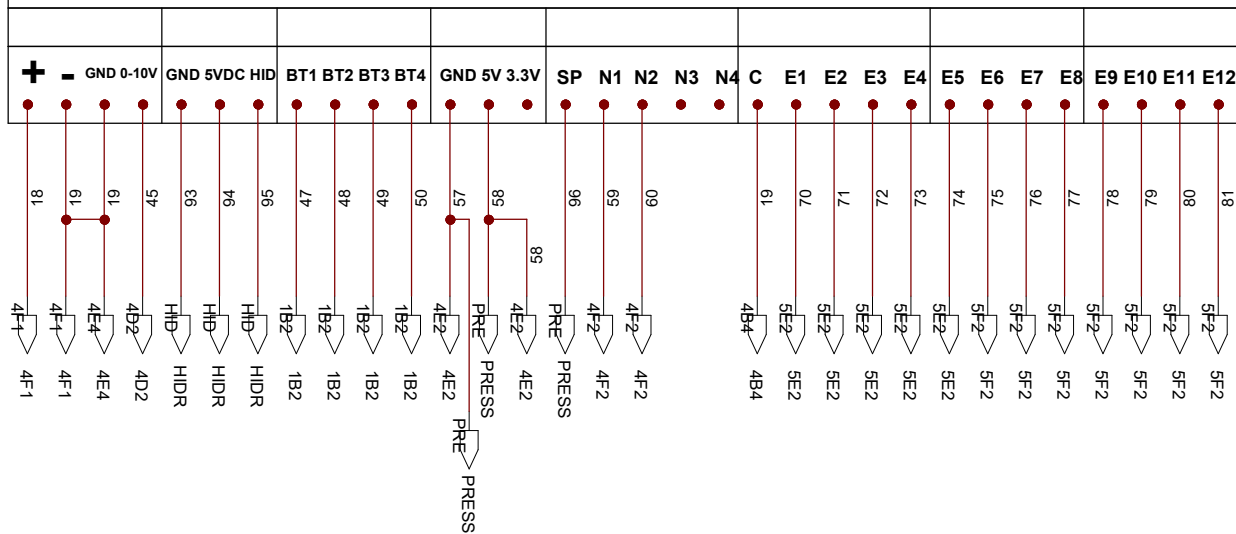 + - GND 0-10V GND 5VDC HID BT1 BT2 BT3 BT4 GND 5V 3.3V SP N1 N2 N3 N4 C E1 E2 E3 E4 E5 E6 E7 E8 E9 E10 E11 E12
18 19 19 45 93 94 95 47 48 49 50 57 58 96 59 60 19 70 71 72 73 74 75 76 77 78 79 80 81
58
4F1 4F1 4E4 4D2 HID HID HID 1B2 1B2 1B2 1B2 4E2 PRE 4E2 PRE 4F2 4F2 4B4 5E2 5E2 5E2 5E2 5E2 5F2 5F2 5F2 5F2 5F2 5F2 5F2
4F1 4F1 4E4 4D2 HIDR HIDR HIDR 1B2 1B2 1B2 1B2 4E2 PRESS 4E2 PRESS 4F2 4F2 4B4 5E2 5E2 5E2 5E2 5E2 5F2 5F2 5F2 5F2 5F2 5F2 5F2
PRE
PRESS